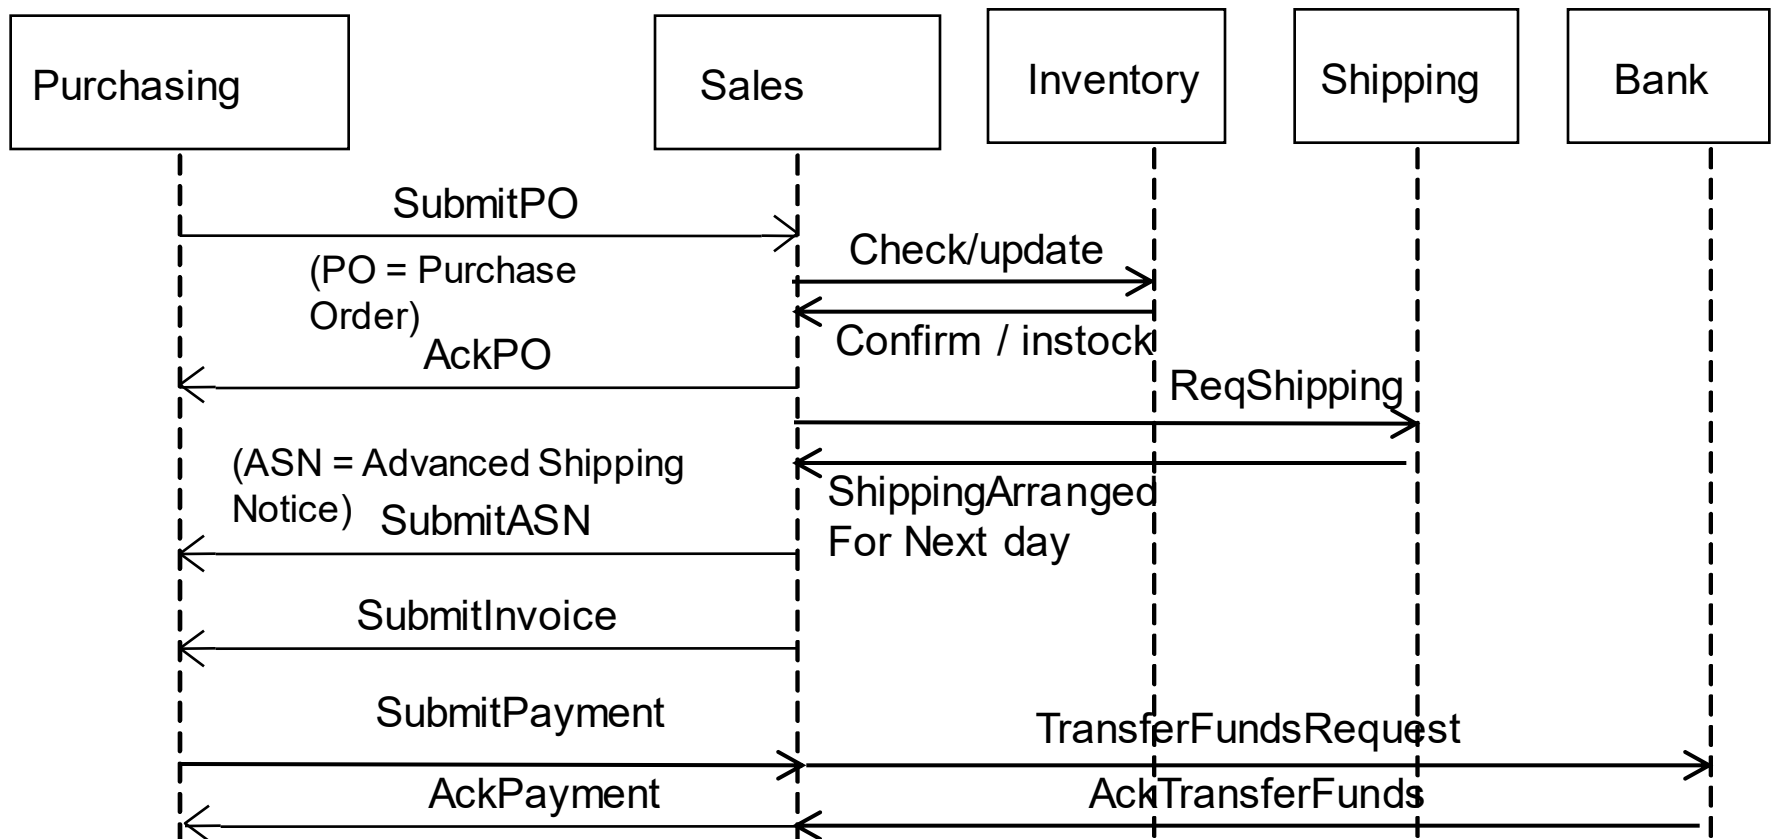 Purchasing
Sales
Inventory
Shipping
Bank
SubmitPO
(PO = Purchase
Order)
Check/update
Confirm / instock
AckPO
ReqShipping
(ASN = Advanced Shipping
Notice)
ShippingArranged
For Next day
SubmitASN
SubmitInvoice
SubmitPayment
TransferFundsRequest
AckPayment
AckTransferFunds